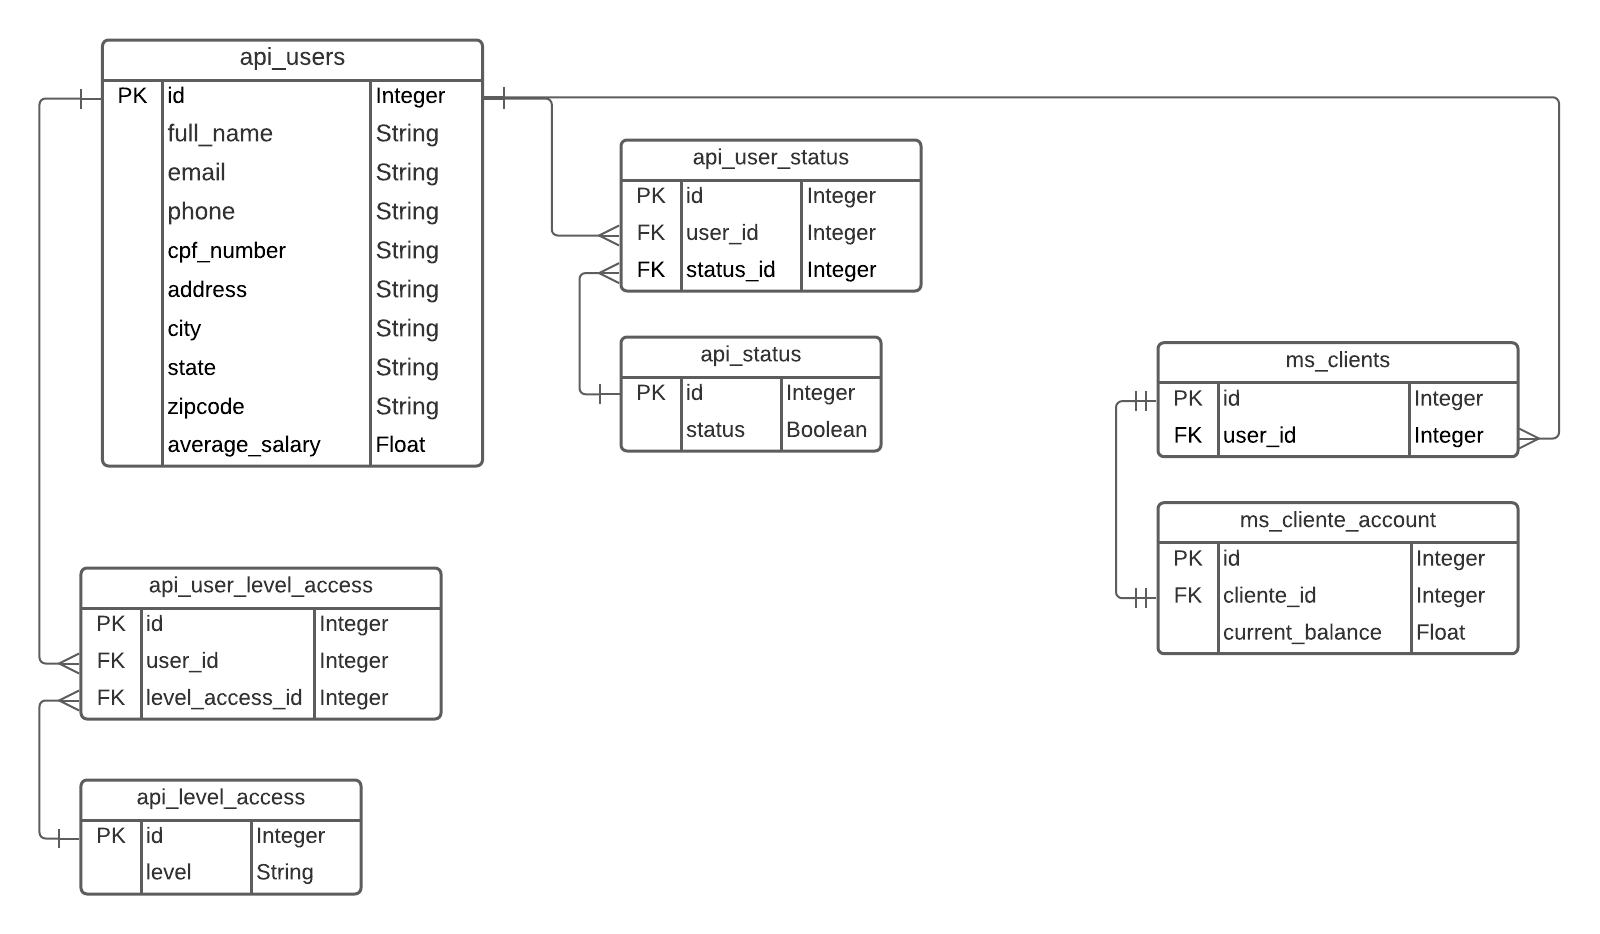 api_users
PK id Integer
full_name String
email String
phone String
cpf_number String
address String
city String
state String
zipcode String
average_salary Float
api_user_status
PK id Integer
FK user_id Integer
FK status_id Integer
api_status
PK id Integer
status Boolean
ms_clients
PK id Integer
FK user_id Integer
ms_cliente_account
PK id Integer
FK cliente_id Integer
current_balance Float
api_user_level_access
PK id Integer
FK user_id Integer
FK level_access_id Integer
api_level_access
PK id Integer
level String